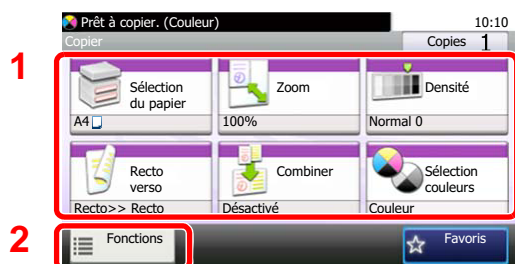 Prêt à copier. (Couleur)
10:10
Copier
Copies 1
1
Sélection
du papier
A4
Zoom
100%
Densité
Normal 0
Recto
verso
Recto>> Recto
Combiner
Désactivé
Sélection
couleurs
Couleur
2
Fonctions
Favoris